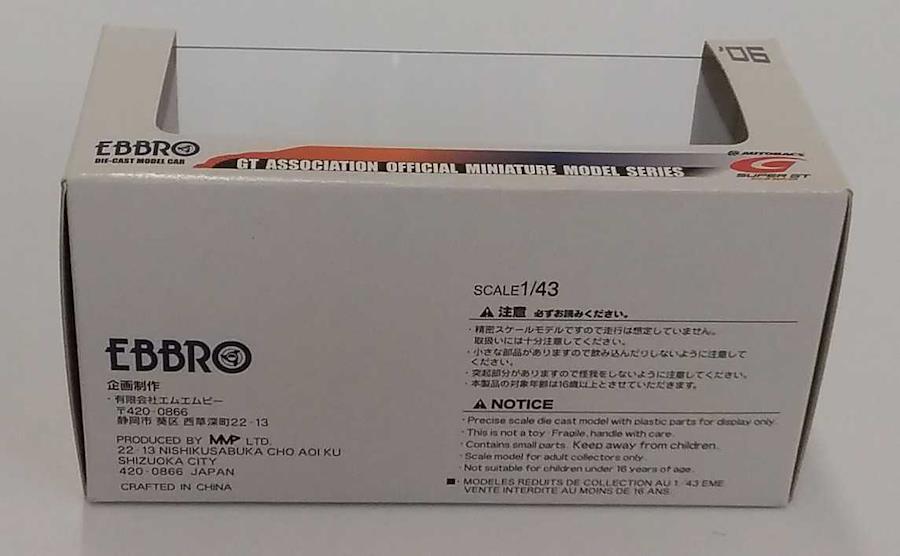 '06
EBBRO
DIE-CAST MODEL CAR
GT ASSOCIATION OFFICIAL MINIATURE MODEL SERIES
AUTOBACS
SUPER GT
SCALE 1/43
注意 必ずお読みください。
・精密スケールモデルですので走行は想定していません。
取扱いには十分注意してください。
・小さな部品がありますので飲み込んだりしないように注意して
ください。
・突起部分がありますので怪我をしないように注意してください。
・本製品の対象年齢は16歳以上とさせていただきます。
NOTICE
・Precise scale die cast model with plastic parts for display only.
・This is not a toy. Fragile, handle with care.
・Contains small parts. Keep away from children.
・Scale model for adult collectors only.
・Not suitable for children under 16 years of age.
■・MODELES REDUITS DE COLLECTION AU 1/43 EME
VENTE INTERDITE AU MOINS DE 16 ANS.
EBBRO
企画制作
・有限会社エムエムピー
〒420-0866
静岡市 葵区 西草深町22-13
PRODUCED BY MMP LTD.
22-13 NISHIKUSABUKA CHO AOI KU
SHIZUOKA CITY
420-0866 JAPAN
CRAFTED IN CHINA